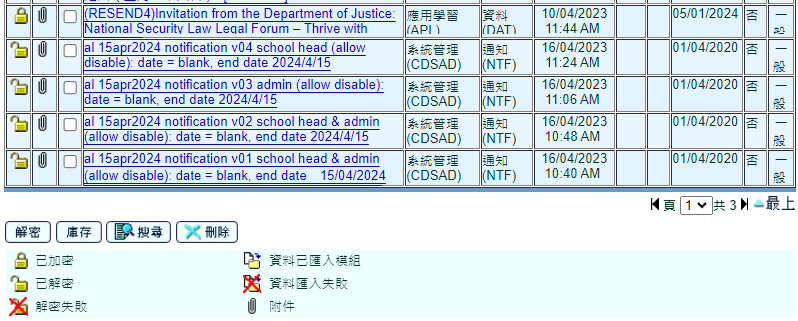 (RESEND4)Invitation from the Department of Justice: 應用學習 資料 10/04/2023 05/01/2024 否 一
National Security Law Legal Forum – Thrive with (APL) (DAT) 11:44 AM 般
al 15apr2024 notification v04 school head (allow 系統管理 通知 16/04/2023 01/04/2020 否 一
disable): date = blank, end date 2024/4/15 (CDSAD) (NTF) 11:24 AM 般
al 15apr2024 notification v03 admin (allow disable): 系統管理 通知 16/04/2023 01/04/2020 否 一
date = blank, end date 2024/4/15 (CDSAD) (NTF) 11:06 AM 般
al 15apr2024 notification v02 school head & admin 系統管理 通知 16/04/2023 01/04/2020 否 一
(allow disable): date = blank, end date 2024/4/15 (CDSAD) (NTF) 10:48 AM 般
al 15apr2024 notification v01 school head & admin 系統管理 通知 16/04/2023 01/04/2020 否 一
(allow disable): date = blank, end date 15/04/2024 (CDSAD) (NTF) 10:40 AM 般
頁 1 共 3 最上
解密 庫存 搜尋 刪除
已加密 資料已匯入模組
已解密 資料匯入失敗
解密失敗 附件